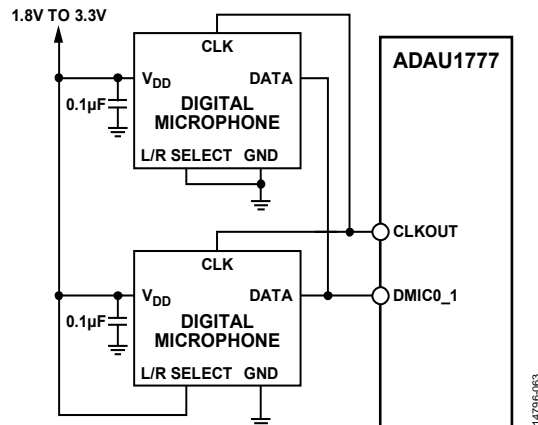 1.8V TO 3.3V
CLK
ADAU1777
VDD
DATA
0.1µF
DIGITAL
MICROPHONE
L/R SELECT GND
CLKOUT
CLK
VDD
DATA
DMIC0_1
0.1µF
DIGITAL
MICROPHONE
L/R SELECT GND
14796-063